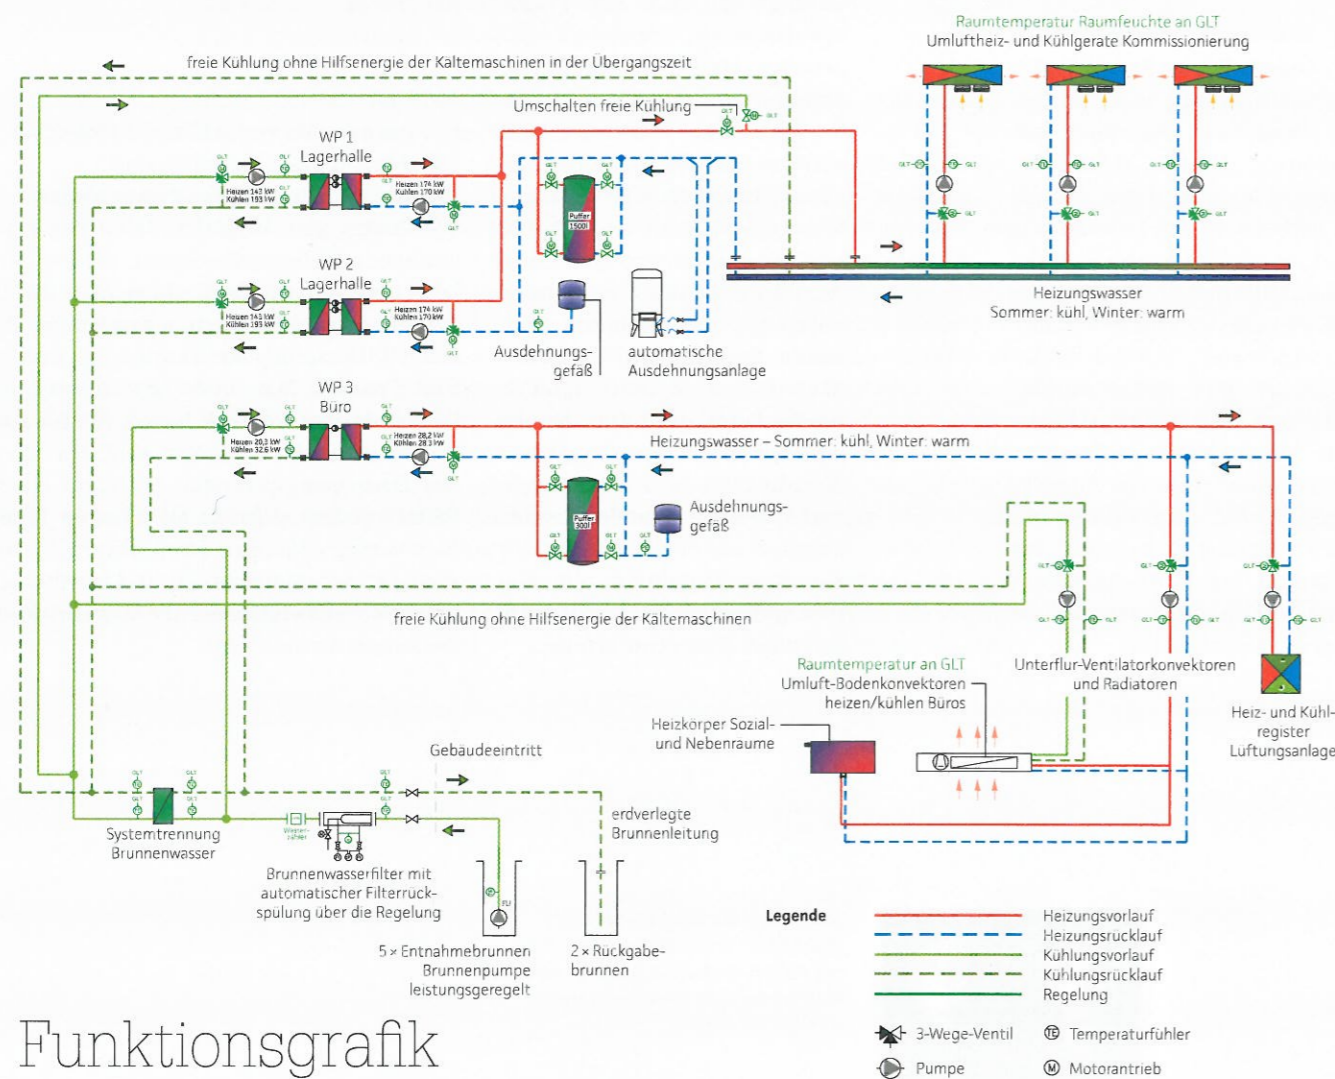 Raumtemperatur Raumfeuchte an GLT
Umluftheiz- und Kühlgeräte Kommissionierung
freie Kühlung ohne Hilfsenergie der Kältemaschinen in der Übergangszeit
Umschalten freie Kühlung
WP 1
Lagerhalle
Heizen 143 kW
Kühlen 193 kW
Heizen 174 kW
Kühlen 170 kW
Puffer
1500l
WP 2
Lagerhalle
Heizen 143 kW
Kühlen 193 kW
Heizen 174 kW
Kühlen 170 kW
Ausdehnungs-
gefäß
automatische
Ausdehnungsanlage
Heizungswasser
Sommer: kühl, Winter: warm
WP 3
Büro
Heizen 20,3 kW
Kühlen 32,6 kW
Heizen 28,2 kW
Kühlen 28,3 kW
Heizungswasser – Sommer: kühl, Winter: warm
Puffer
300l
Ausdehnungs-
gefäß
freie Kühlung ohne Hilfsenergie der Kältemaschinen
Raumtemperatur an GLT
Umluft-Bodenkonvektoren
heizen/kühlen Büros
Unterflur-Ventilatorkonvektoren
und Radiatoren
Heizkörper Sozial-
und Nebenräume
Heiz- und Kühl-
register
Lüftungsanlage
Gebäudeeintritt
erdverlegte
Brunnenleitung
Systemtrennung
Brunnenwasser
Wasser-
zähler
Brunnenwasserfilter mit
automatischer Filterrück-
spülung über die Regelung
FU
5 × Entnahmebrunnen
Brunnenpumpe
leistungsgeregelt
2 × Rückgabe-
brunnen
Legende
Heizungsvorlauf
Heizungsrücklauf
Kühlungsvorlauf
Kühlungsrücklauf
Regelung
3-Wege-Ventil
TE Temperaturfühler
Pumpe
M Motorantrieb
Funktionsgrafik